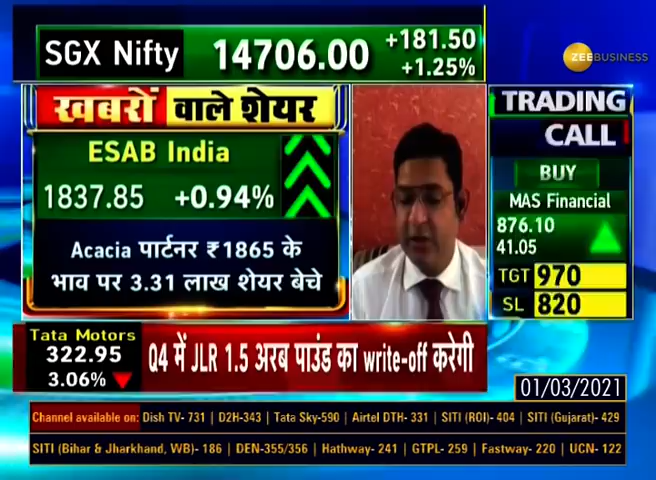 SGX Nifty 14706.00 +181.50
+1.25%
ZEE BUSINESS
खबरों वाले शेयर
ESAB India
1837.85 +0.94%
Acacia पार्टनर ₹1865 के
भाव पर 3.31 लाख शेयर बेचे
TRADING
CALL
BUY
MAS Financial
876.10
41.05
TGT 970
SL 820
Tata Motors
322.95
3.06%
Q4 में JLR 1.5 अरब पाउंड का write-off करेगी
01/03/2021
Channel available on: Dish TV- 731 | D2H-343 | Tata Sky-590 | Airtel DTH- 331 | SITI (ROI)- 404 | SITI (Gujarat)- 429
SITI (Bihar & Jharkhand, WB)- 186 | DEN-355/356 | Hathway- 241 | GTPL- 259 | Fastway- 220 | UCN- 122